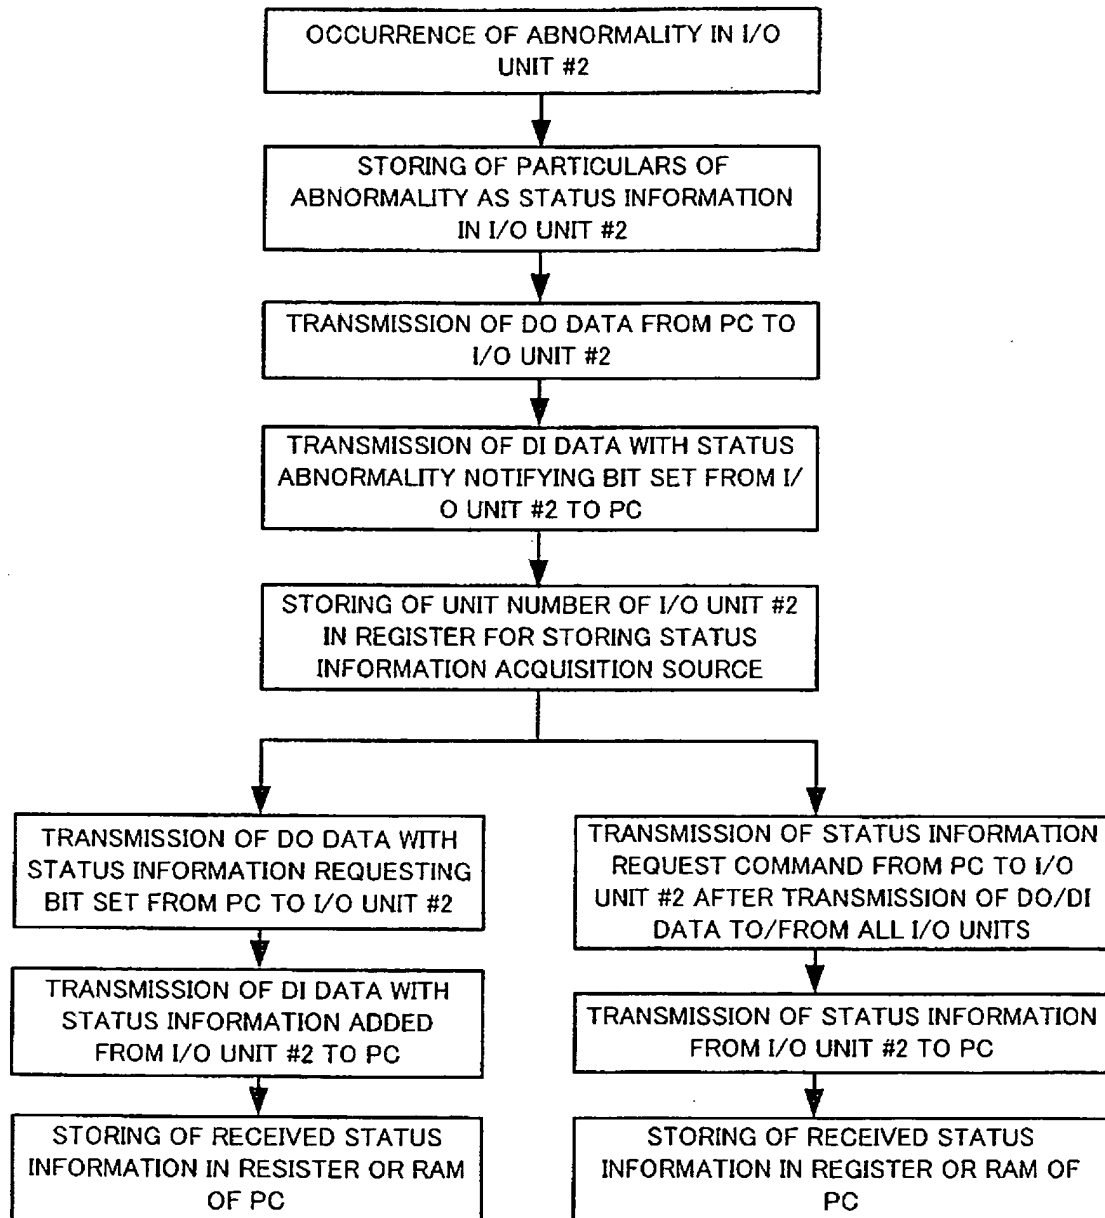 OCCURRENCE OF ABNORMALITY IN I/O
UNIT #2
STORING OF PARTICULARS OF
ABNORMALITY AS STATUS INFORMATION
IN I/O UNIT #2
TRANSMISSION OF DO DATA FROM PC TO
I/O UNIT #2
TRANSMISSION OF DI DATA WITH STATUS
ABNORMALITY NOTIFYING BIT SET FROM I/
O UNIT #2 TO PC
STORING OF UNIT NUMBER OF I/O UNIT #2
IN REGISTER FOR STORING STATUS
INFORMATION ACQUISITION SOURCE
TRANSMISSION OF DO DATA WITH
STATUS INFORMATION REQUESTING
BIT SET FROM PC TO I/O UNIT #2
TRANSMISSION OF DI DATA WITH
STATUS INFORMATION ADDED
FROM I/O UNIT #2 TO PC
STORING OF RECEIVED STATUS
INFORMATION IN RESISTER OR RAM
OF PC
TRANSMISSION OF STATUS INFORMATION
REQUEST COMMAND FROM PC TO I/O
UNIT #2 AFTER TRANSMISSION OF DO/DI
DATA TO/FROM ALL I/O UNITS
TRANSMISSION OF STATUS INFORMATION
FROM I/O UNIT #2 TO PC
STORING OF RECEIVED STATUS
INFORMATION IN REGISTER OR RAM OF
PC